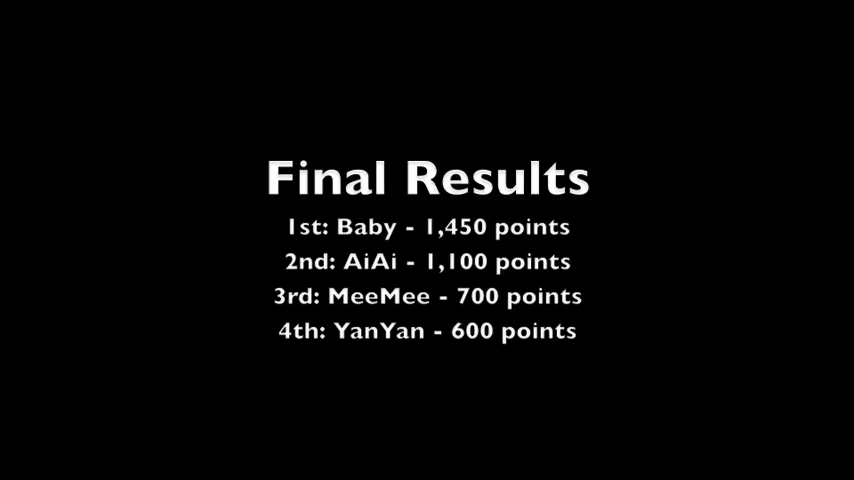 Final Results
1st: Baby - 1,450 points
2nd: AiAi - 1,100 points
3rd: MeeMee - 700 points
4th: YanYan - 600 points